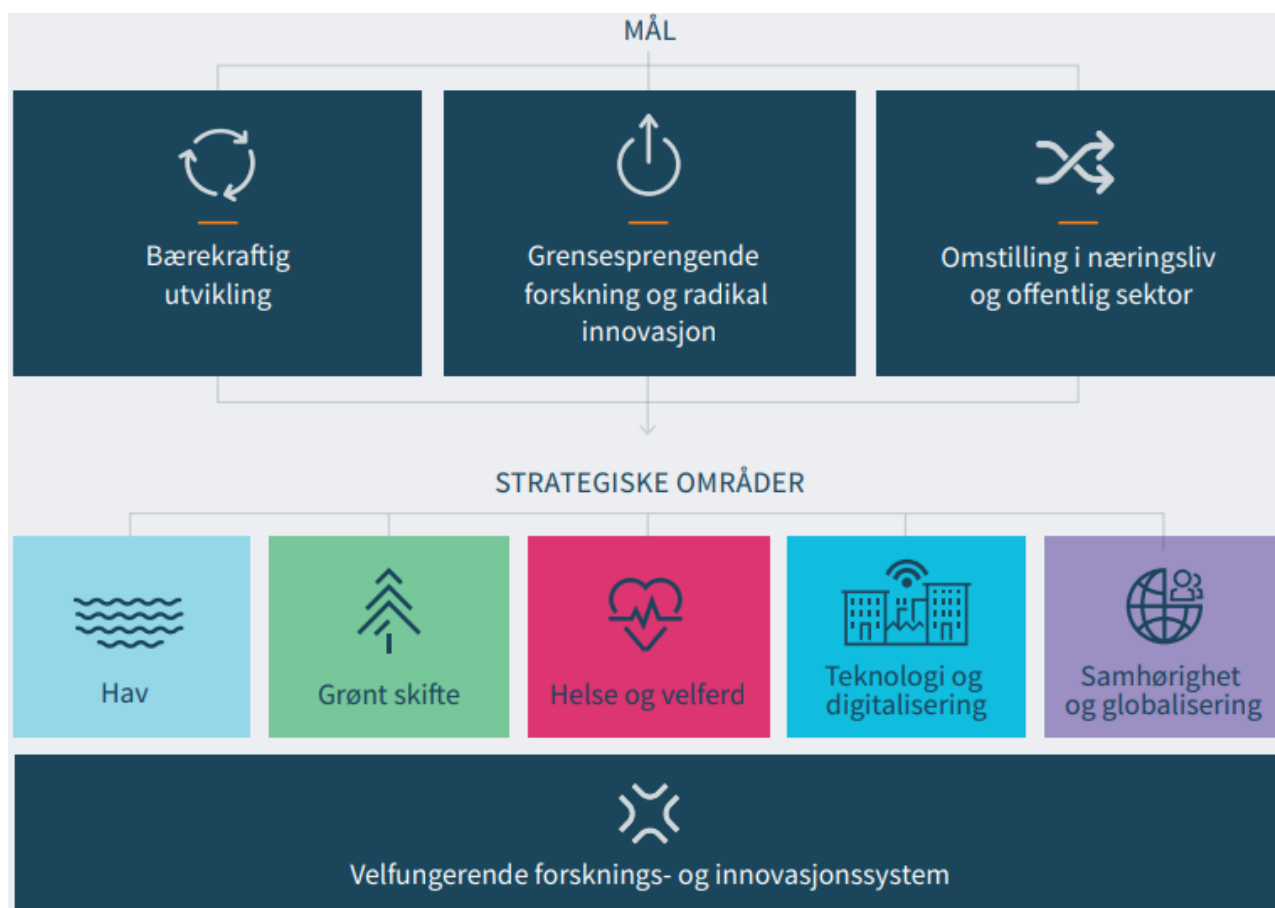 MÅL
Bærekraftig
utvikling
Grensesprengende
forskning og radikal
innovasjon
Omstilling i næringsliv
og offentlig sektor
STRATEGISKE OMRÅDER
Hav
Grønt skifte
Helse og velferd
Teknologi og
digitalisering
Samhørighet
og globalisering
Velfungerende forsknings- og innovasjonssystem